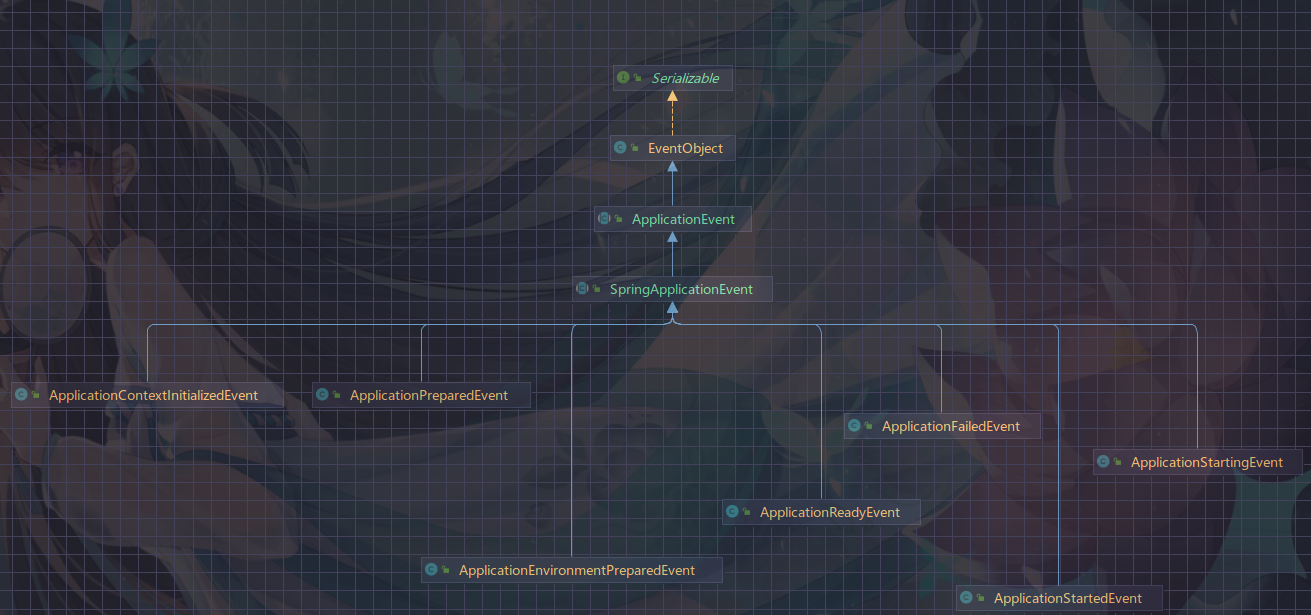 Serializable
EventObject
ApplicationEvent
SpringApplicationEvent
ApplicationContextInitializedEvent
ApplicationPreparedEvent
ApplicationFailedEvent
ApplicationStartingEvent
ApplicationReadyEvent
ApplicationEnvironmentPreparedEvent
ApplicationStartedEvent